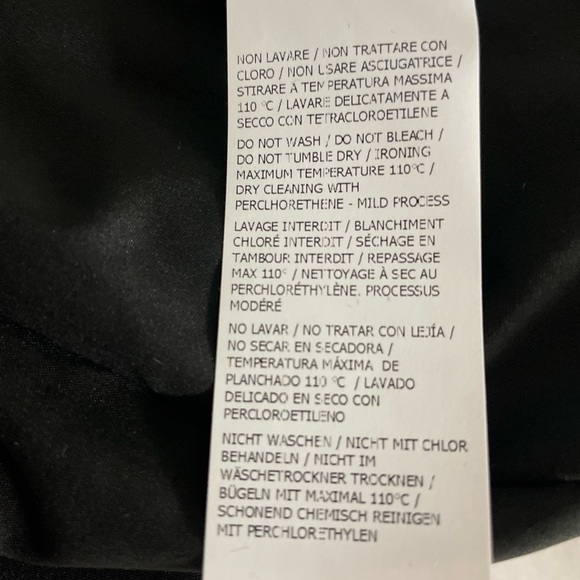 NON LAVARE / NON TRATTARE CON
CLORO / NON USARE ASCIUGATRICE /
STIRARE A TEMPERATURA MASSIMA
110 °C / LAVARE DELICATAMENTE A
SECCO CON TETRACLOROETILENE
DO NOT WASH / DO NOT BLEACH /
DO NOT TUMBLE DRY / IRONING
MAXIMUM TEMPERATURE 110°C /
DRY CLEANING WITH
PERCHLORETHENE - MILD PROCESS
LAVAGE INTERDIT / BLANCHIMENT
CHLORÉ INTERDIT / SÉCHAGE EN
TAMBOUR INTERDIT / REPASSAGE
MAX 110° / NETTOYAGE À SEC AU
PERCHLORÉTHYLÈNE. PROCESSUS
MODÉRÉ
NO LAVAR / NO TRATAR CON LEJÍA /
NO SECAR EN SECADORA /
TEMPERATURA MÁXIMA DE
PLANCHADO 110 °C / LAVADO
DELICADO EN SECO CON
PERCLOROETILENO
NICHT WASCHEN / NICHT MIT CHLOR
BEHANDELN / NICHT IM
WÄSCHETROCKNER TROCKNEN /
BÜGELN MIT MAXIMAL 110°C /
SCHONEND CHEMISCH REINIGEN
MIT PERCHLORETHYLEN